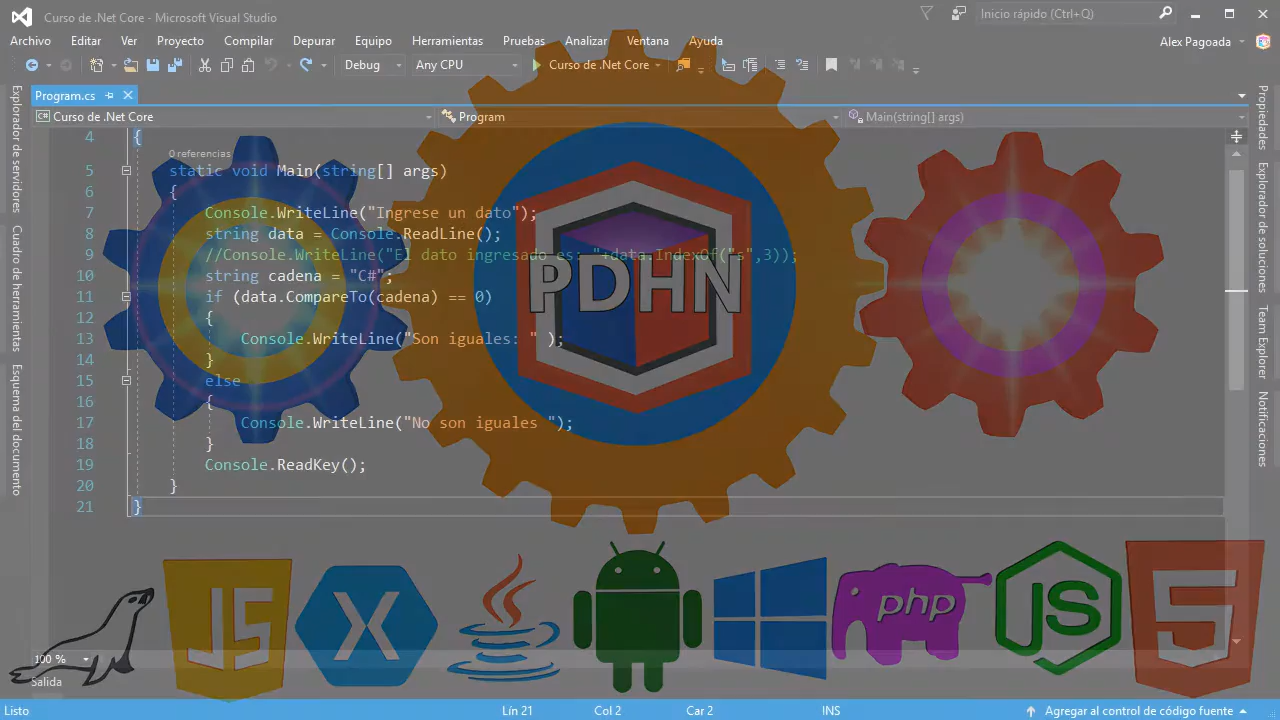 Curso de .Net Core - Microsoft Visual Studio
Inicio rápido (Ctrl+Q)
Archivo Editar Ver Proyecto Compilar Depurar Equipo Herramientas Pruebas Analizar Ventana Ayuda
Alex Pagoada
Debug Any CPU Curso de .Net Core
Program.cs
C# Curso de .Net Core Program Main(string[] args)
4 {
0 referencias
5 static void Main(string[] args)
6 {
7 Console.WriteLine("Ingrese un dato");
8 string data = Console.ReadLine();
9 //Console.WriteLine("El dato ingresado es: "+data.IndexOf("s",3));
10 string cadena = "C#";
11 if (data.CompareTo(cadena) == 0)
12 {
13 Console.WriteLine("Son iguales: " );
14 }
15 else
16 {
17 Console.WriteLine("No son iguales ");
18 }
19 Console.ReadKey();
20 }
21 }
Explorador de servidores
Cuadro de herramientas
Esquema del documento
Propiedades
Explorador de soluciones
Team Explorer
Notificaciones
PDHN
JS
X
php
JS
5
100 %
Salida
Listo Lín 21 Col 2 Car 2 INS Agregar al control de código fuente